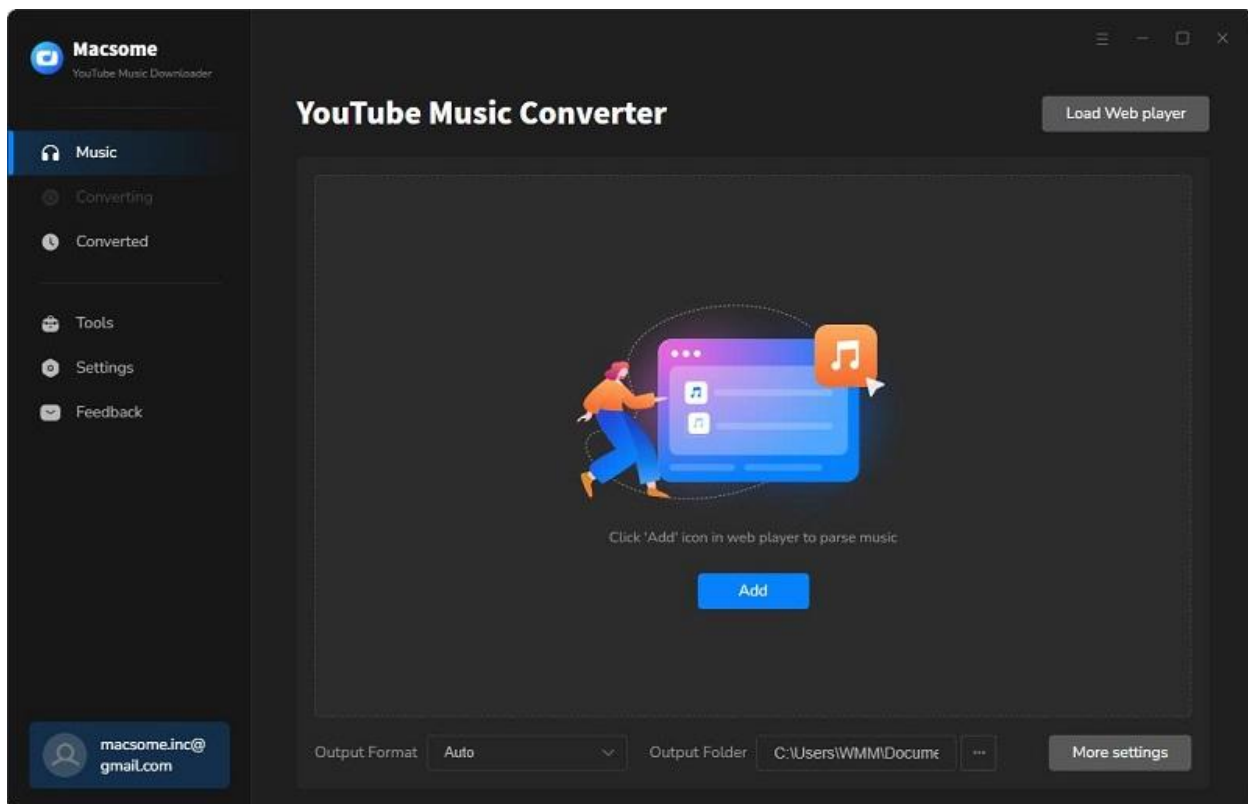 Macsome
YouTube Music Downloader
YouTube Music Converter
Load Web player
Music
Converting
Converted
Tools
Settings
Feedback
Click 'Add' icon in web player to parse music
Add
macsome.inc@
gmail.com
Output Format
Auto
Output Folder
C:\Users\WMM\Docume
More settings